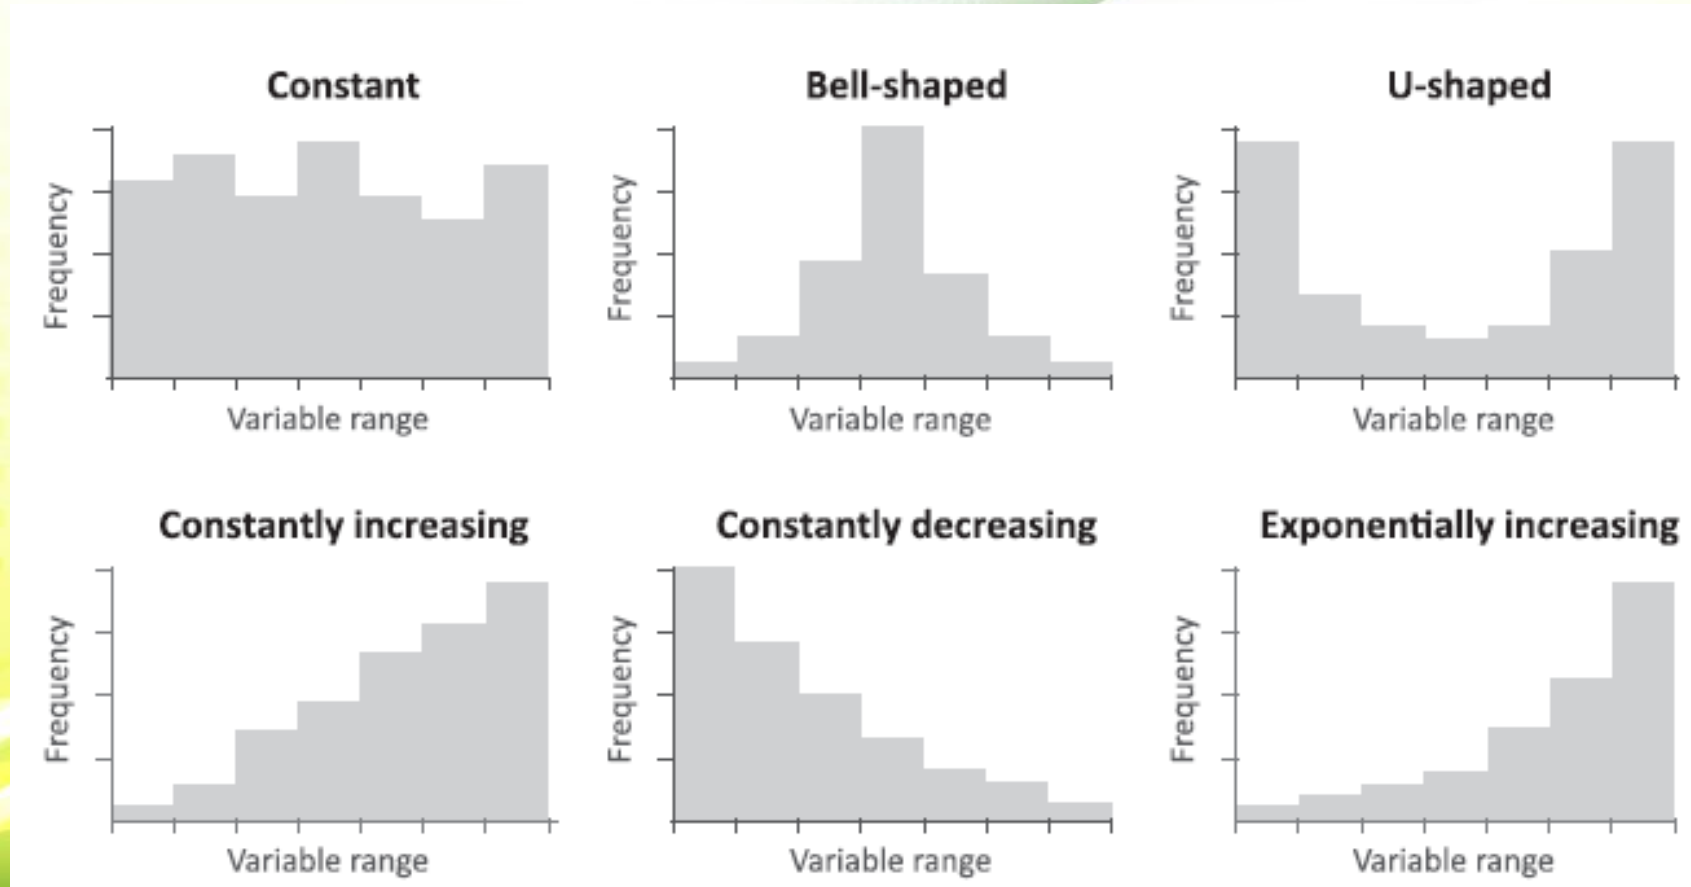 Constant
Frequency
Variable range
Bell-shaped
Frequency
Variable range
U-shaped
Frequency
Variable range
Constantly increasing
Frequency
Variable range
Constantly decreasing
Frequency
Variable range
Exponentially increasing
Frequency
Variable range